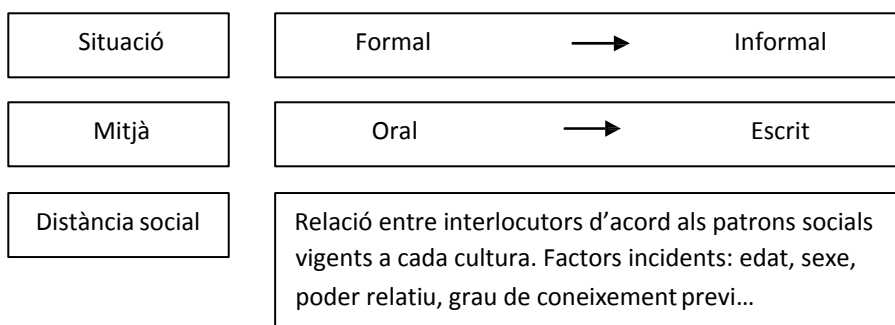 Situació
Formal → Informal
Mitjà
Oral → Escrit
Distància social
Relació entre interlocutors d’acord als patrons socials
vigents a cada cultura. Factors incidents: edat, sexe,
poder relatiu, grau de coneixement previ…